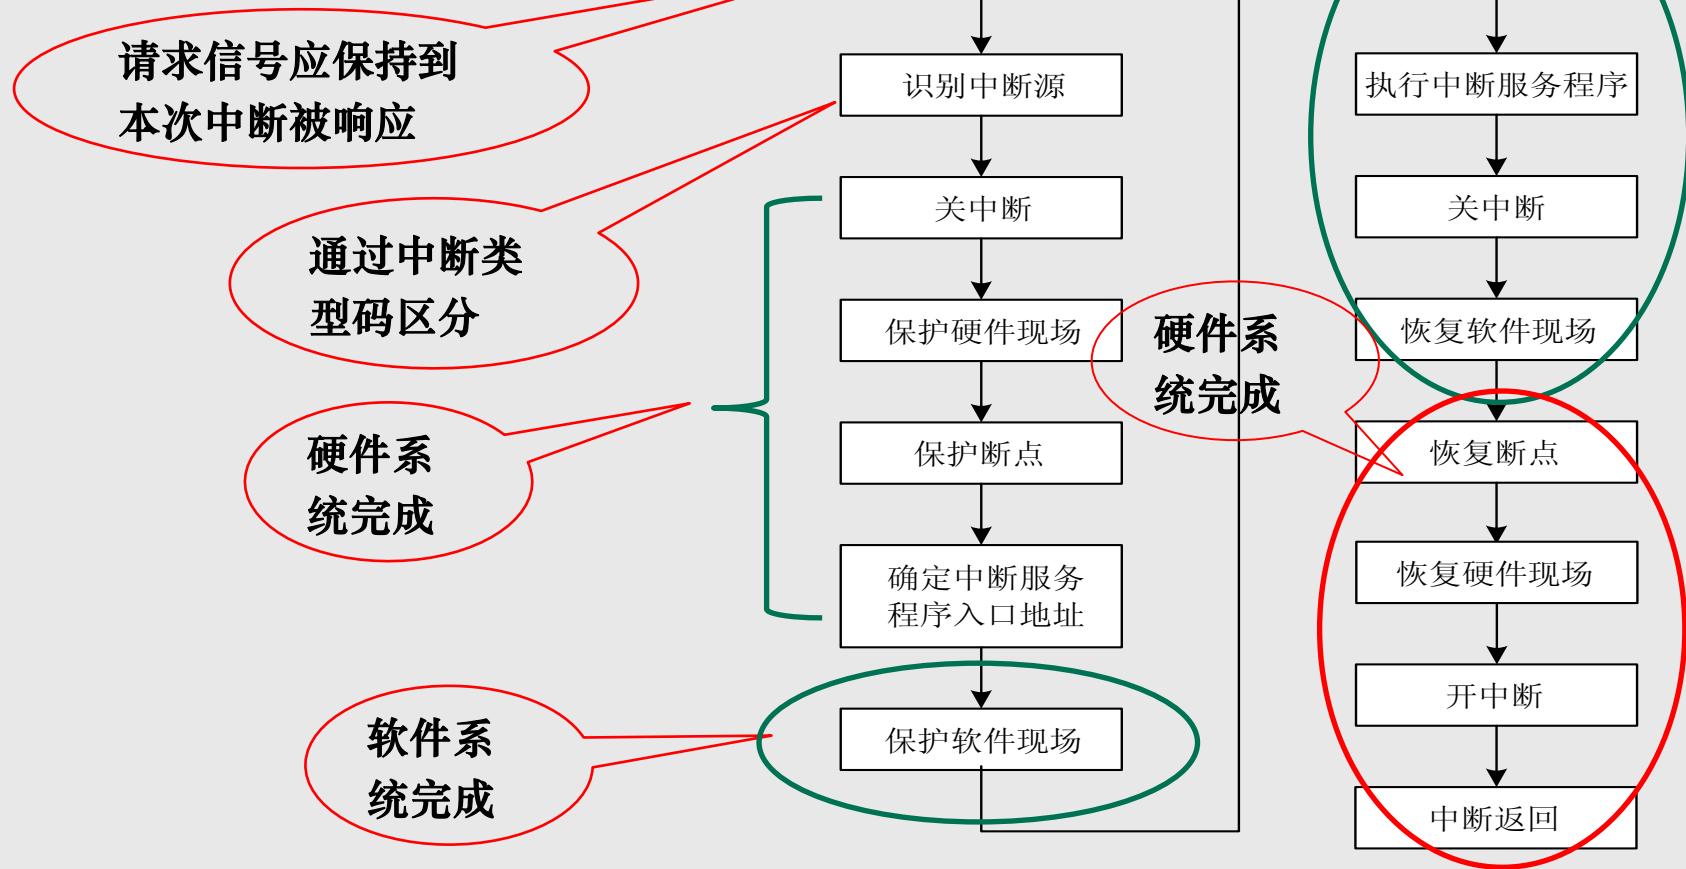 请求信号应保持到
本次中断被响应
通过中断类
型码区分
硬件系
统完成
软件系
统完成
识别中断源
关中断
保护硬件现场
保护断点
确定中断服务
程序入口地址
保护软件现场
硬件系
统完成
执行中断服务程序
关中断
恢复软件现场
恢复断点
恢复硬件现场
开中断
中断返回